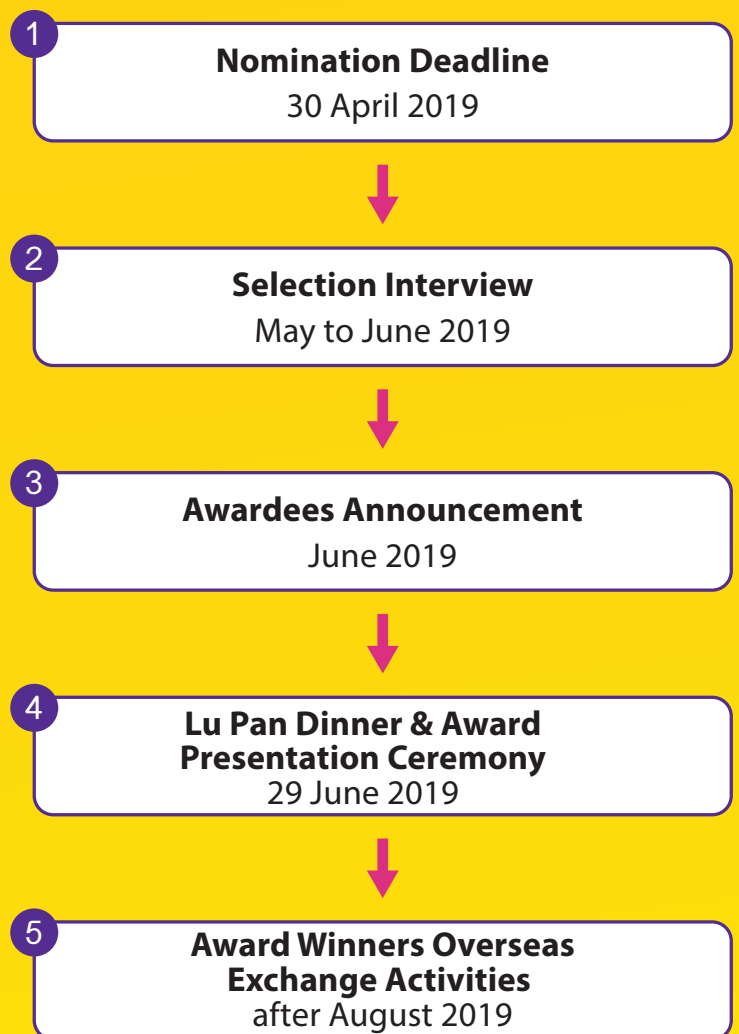 1
Nomination Deadline
30 April 2019
2
Selection Interview
May to June 2019
3
Awardees Announcement
June 2019
4
Lu Pan Dinner & Award
Presentation Ceremony
29 June 2019
5
Award Winners Overseas
Exchange Activities
after August 2019